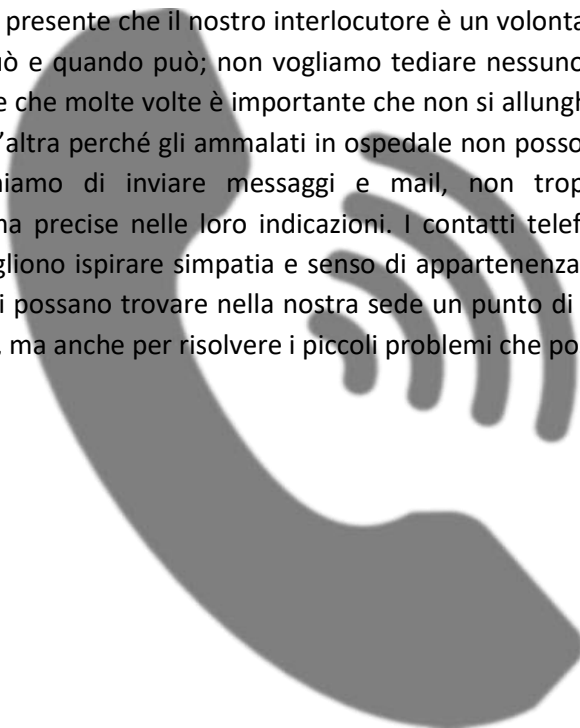 presente che il nostro interlocutore è un volonta
e quando può; non vogliamo tediare nessuno
che molte volte è importante che non si allungh
l'altra perché gli ammalati in ospedale non posso
di inviare messaggi e mail, non trop
precise nelle loro indicazioni. I contatti telef
ispirare simpatia e senso di appartenenza
possano trovare nella nostra sede un punto di
ma anche per risolvere i piccoli problemi che po